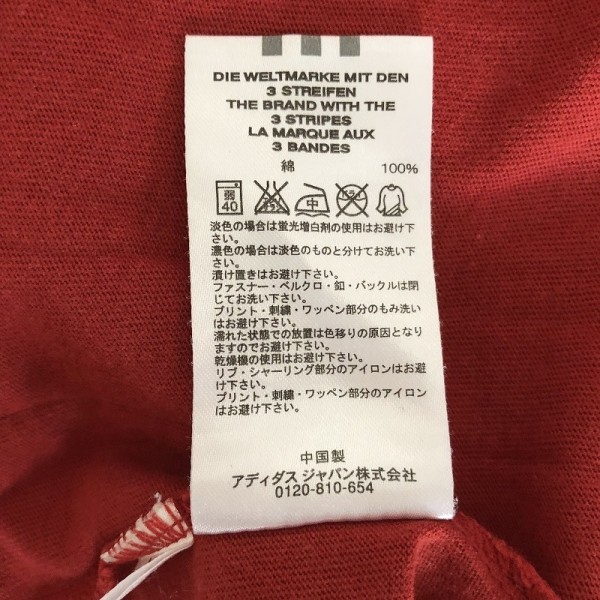 DIE WELTMARKE MIT DEN
3 STREIFEN
THE BRAND WITH THE
3 STRIPES
LA MARQUE AUX
3 BANDES
綿 100%
弱 40 エンソサラシ 中 ドライ
淡色の場合は蛍光増白剤の使用はお避け下
さい。
濃色の場合は淡色のものと分けてお洗い下
さい。
漬け置きはお避け下さい。
ファスナー・ベルクロ・釦・バックルは閉
じてお洗い下さい。
プリント・刺繍・ワッペン部分のもみ洗い
はお避け下さい。
濡れた状態での放置は色移りの原因となり
ますのでお避け下さい。
乾燥機の使用はお避け下さい。
リブ・シャーリング部分のアイロンはお避
け下さい。
プリント・刺繍・ワッペン部分のアイロン
はお避け下さい。
中国製
アディダス ジャパン株式会社
0120-810-654